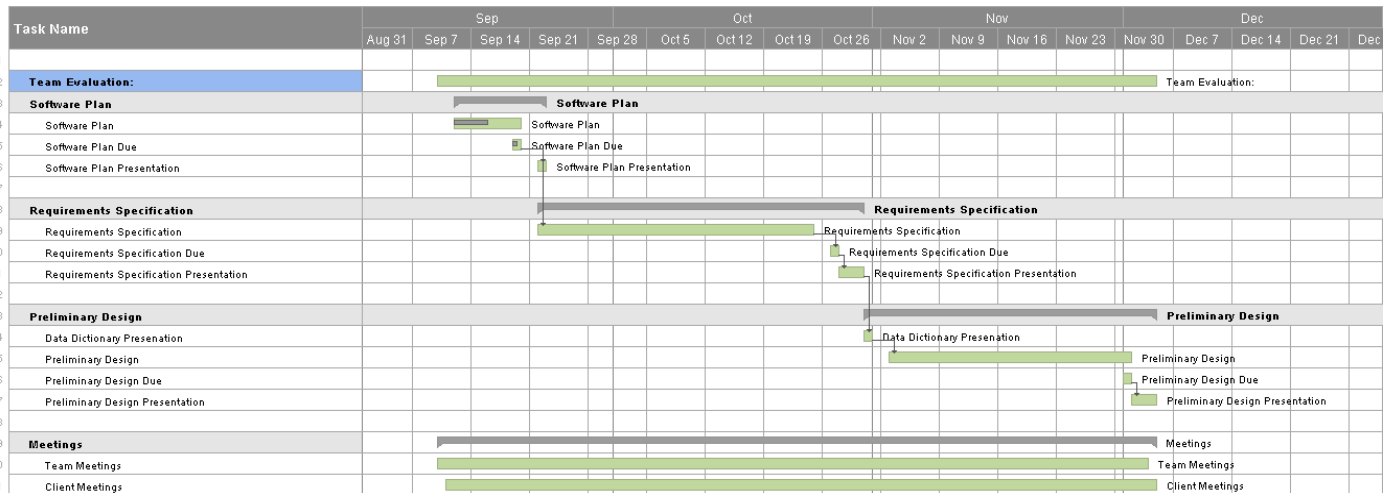 Task Name
Sep Oct Nov Dec
Aug 31 Sep 7 Sep 14 Sep 21 Sep 28 Oct 5 Oct 12 Oct 19 Oct 26 Nov 2 Nov 9 Nov 16 Nov 23 Nov 30 Dec 7 Dec 14 Dec 21 Dec
Team Evaluation: Team Evaluation:
Software Plan Software Plan
Software Plan Software Plan
Software Plan Due Software Plan Due
Software Plan Presentation Software Plan Presentation
Requirements Specification Requirements Specification
Requirements Specification Requirements Specification
Requirements Specification Due Requirements Specification Due
Requirements Specification Presentation Requirements Specification Presentation
Preliminary Design Preliminary Design
Data Dictionary Presenation Data Dictionary Presenation
Preliminary Design Preliminary Design
Preliminary Design Due Preliminary Design Due
Preliminary Design Presentation Preliminary Design Presentation
Meetings Meetings
Team Meetings Team Meetings
Client Meetings Client Meetings